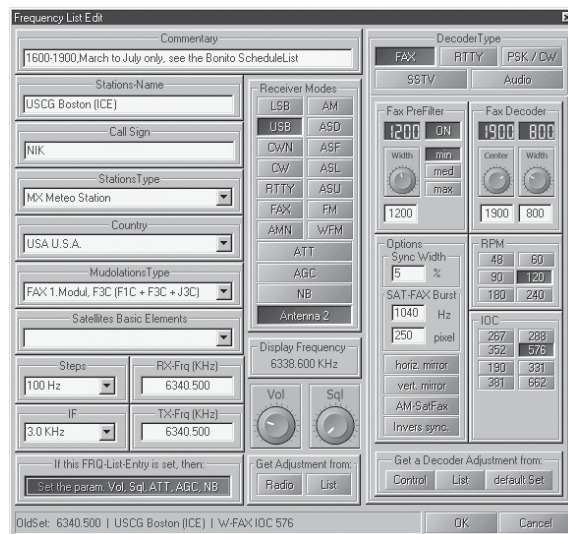 Frequency List Edit
Commentary
1600-1900,March to July only, see the Bonito ScheduleList
Stations-Name
USCG Boston (ICE)
Call Sign
NIK
StationsType
MX Meteo Station
Country
USA U.S.A.
MudolationsType
FAX 1.Modul, F3C (F1C + F3C + J3C)
Satellites Basic Elements
Steps
100 Hz
RX-Frq (KHz)
6340.500
IF
3.0 KHz
TX-Frq (KHz)
6340.500
If this FRQ-List-Entry is set, then:
Set the param. Vol, Sql, ATT, AGC, NB
Receiver Modes
LSB AM
USB ASD
CWN ASF
CW ASL
RTTY ASU
FAX FM
AMN WFM
ATT
AGC
NB
Antenna 2
Display Frequency
6338.600 KHz
Vol Sql
Get Adjustment from:
Radio List
DecoderType
FAX RTTY PSK / CW
SSTV Audio
Fax PreFilter
1200 ON
Width min
med
max
1200
Fax Decoder
1900 800
Center Width
1900 800
Options
Sync Width
5 %
SAT-FAX Burst
1040 Hz
250 pixel
horiz. mirror
vert. mirror
AM-SatFax
Invers sync.
RPM
48 60
90 120
180 240
IOC
267 288
352 576
190 331
381 662
Get a Decoder Adjustment from:
Control List default Set
OldSet: 6340.500 | USCG Boston (ICE) | W-FAX IOC 576
OK Cancel